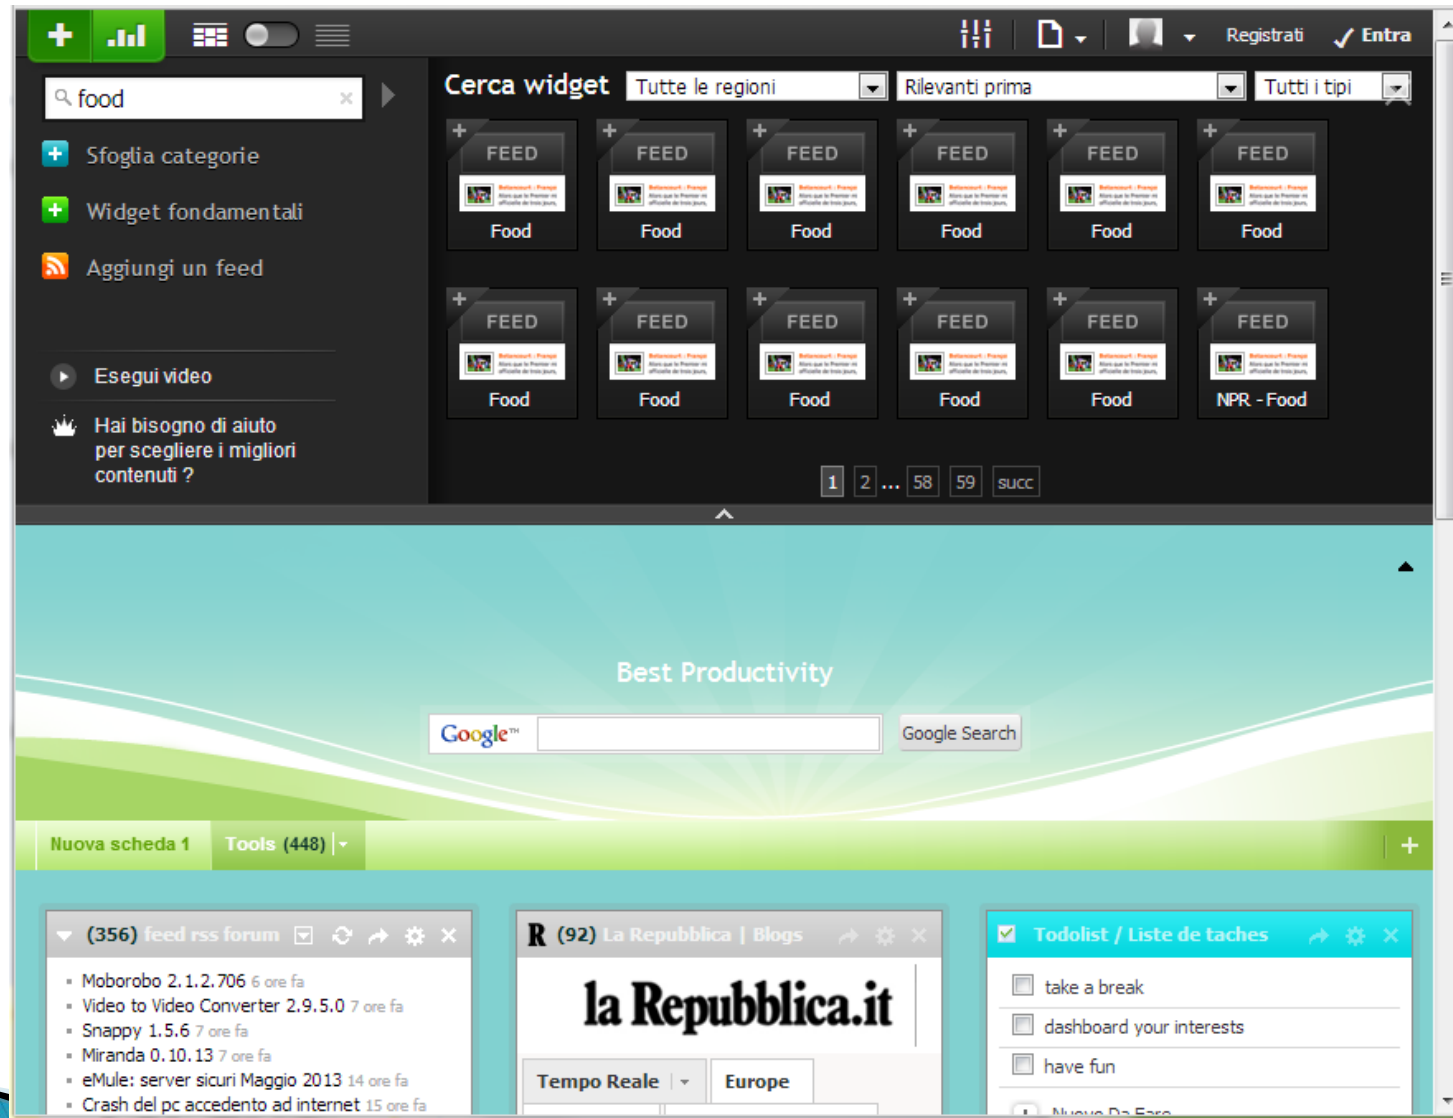 Registrati
Entra
food
Cerca widget
Tutte le regioni
Rilevanti prima
Tutti i tipi
Sfoglia categorie
Widget fondamentali
Aggiungi un feed
Esegui video
Hai bisogno di aiuto
per scegliere i migliori
contenuti ?
FEED FEED FEED FEED FEED FEED
Food Food Food Food Food Food
FEED FEED FEED FEED FEED FEED
Food Food Food Food Food NPR - Food
1 2 ... 58 59 succ
Best Productivity
Google™
Google Search
Nuova scheda 1
Tools (448)
(356) feed rss forum
Moborobo 2.1.2.706 6 ore fa
Video to Video Converter 2.9.5.0 7 ore fa
Snappy 1.5.6 7 ore fa
Miranda 0.10.13 7 ore fa
eMule: server sicuri Maggio 2013 14 ore fa
Crash del pc accedento ad internet 15 ore fa
R (92) La Repubblica | Blogs
la Repubblica.it
Tempo Reale
Europe
Todolist / Liste de taches
take a break
dashboard your interests
have fun